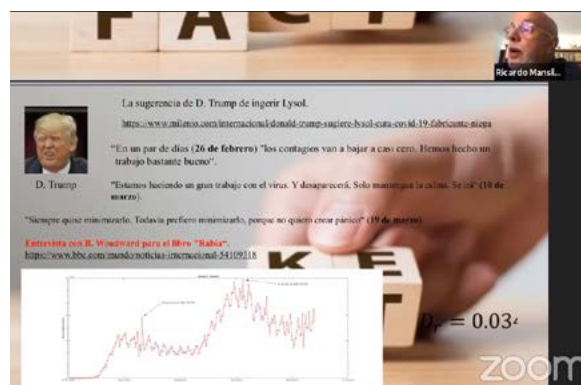 FACT
Ricardo Mansil...
La sugerencia de D. Trump de ingerir Lysol.
https://www.milenio.com/internacional/donald-trump-sugiere-lysol-cura-covid-19-fabricante-niega
"En un par de días (26 de febrero) "los contagios van a bajar a casi cero. Hemos hecho un
trabajo bastante bueno".
D. Trump
"Estamos haciendo un gran trabajo con el virus. Y desaparecerá. Solo mantengan la calma. Se irá" (10 de
marzo).
"Siempre quise minimizarlo. Todavía prefiero minimizarlo, porque no quiero crear pánico" (19 de marzo)
Entrevista con B. Woodward para el libro "Rabia".
https://www.bbc.com/mundo/noticias-internacional-54109318
K E
T
= 0.03
zoom